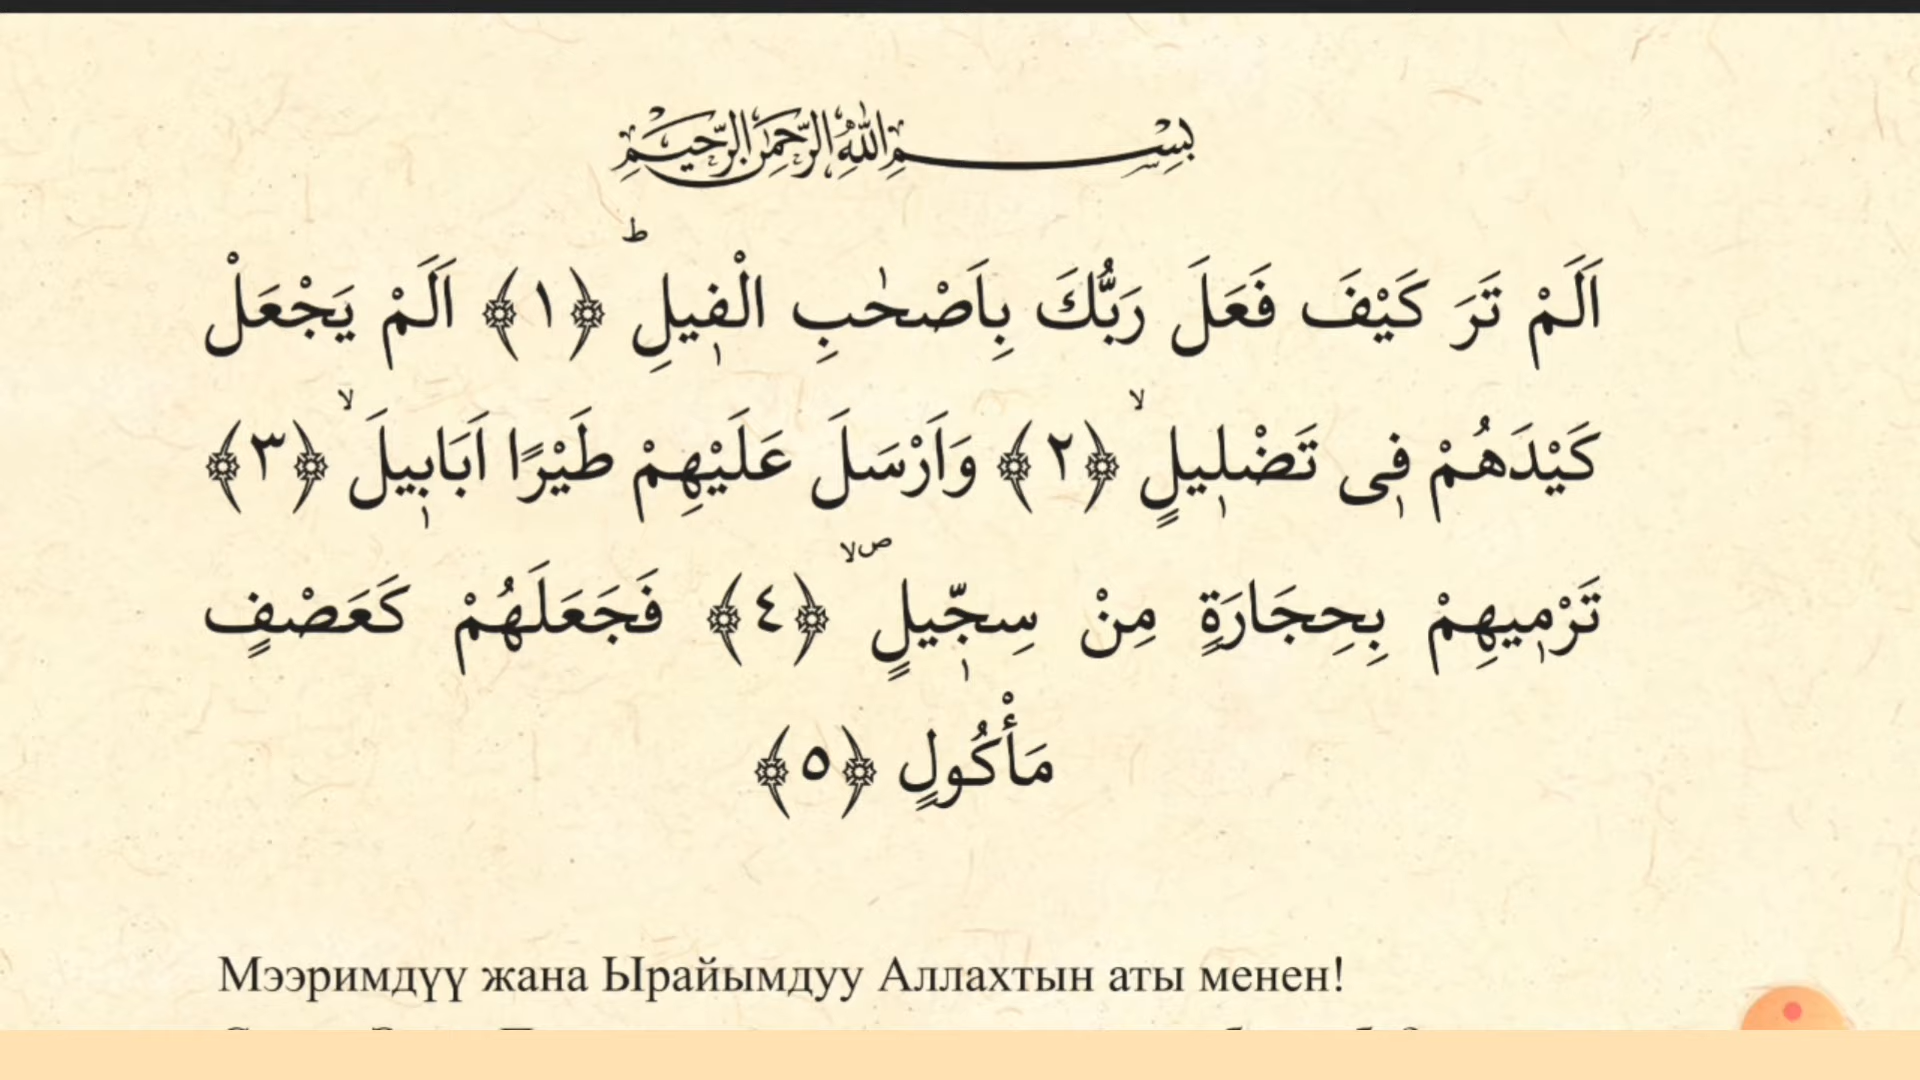 بِسْمِ اللّٰهِ الرَّحْمٰنِ الرَّحِيمِ
اَلَمْ تَرَ كَيْفَ فَعَلَ رَبُّكَ بِاَصْحٰبِ الْفٖيلِؕ ﴿١﴾ اَلَمْ يَجْعَلْ
كَيْدَهُمْ فٖى تَضْلٖيلٍۙ ﴿٢﴾ وَاَرْسَلَ عَلَيْهِمْ طَيْرًا اَبَابٖيلَۙ ﴿٣﴾
تَرْمٖيهِمْ بِحِجَارَةٍ مِنْ سِجّٖيلٍۙ ص ﴿٤﴾ فَجَعَلَهُمْ كَعَصْفٍ
مَأْكُولٍ ﴿٥﴾
Мээримдүү жана Ырайымдуу Аллахтын аты менен!